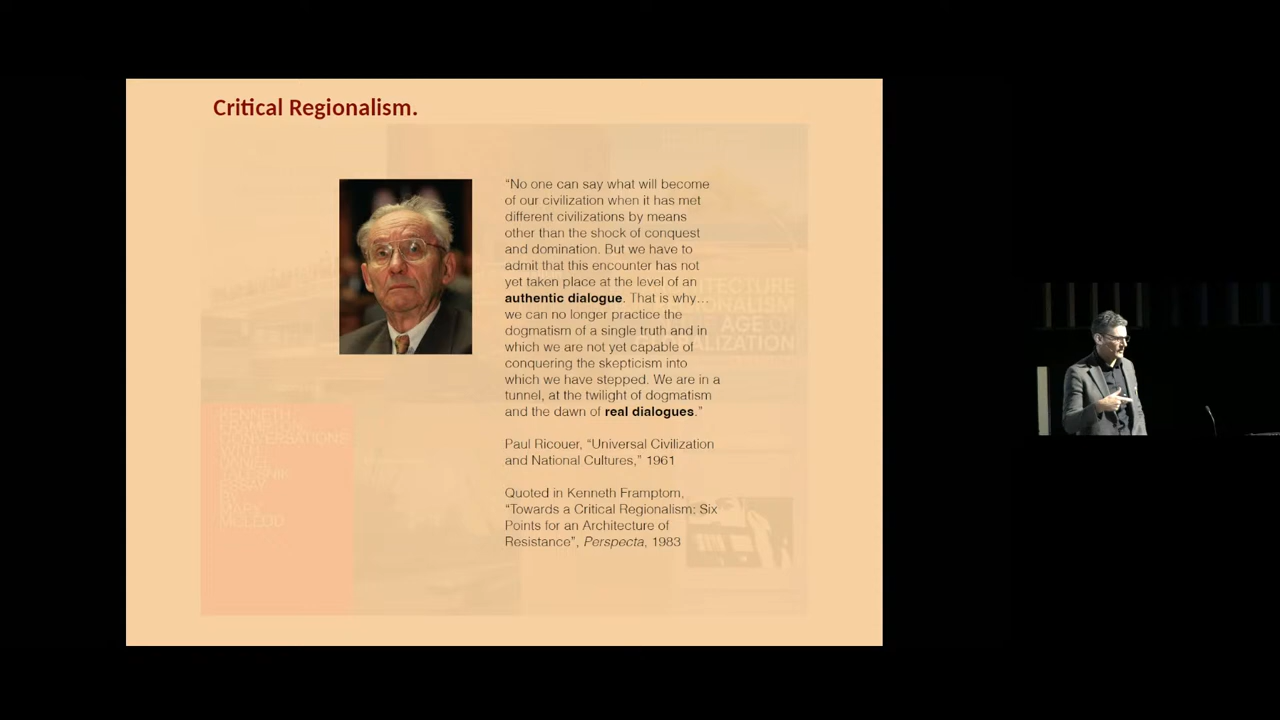 Critical Regionalism.
“No one can say what will become
of our civilization when it has met
different civilizations by means
other than the shock of conquest
and domination. But we have to
admit that this encounter has not
yet taken place at the level of an
authentic dialogue. That is why…
we can no longer practice the
dogmatism of a single truth and in
which we are not yet capable of
conquering the skepticism into
which we have stepped. We are in a
tunnel, at the twilight of dogmatism
and the dawn of real dialogues.”
Paul Ricouer, “Universal Civilization
and National Cultures,” 1961
Quoted in Kenneth Framptom,
“Towards a Critical Regionalism: Six
Points for an Architecture of
Resistance”, Perspecta, 1983
KENNETH
FRAMPTON
CONVERSATIONS
WITH
DANIEL
MCLEOD